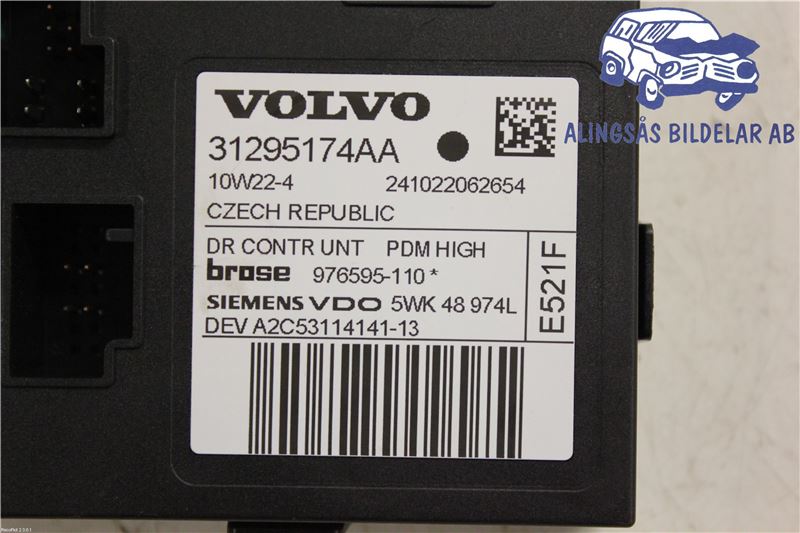 VOLVO
31295174AA
10W22-4 241022062654
CZECH REPUBLIC
DR CONTR UNT PDM HIGH
brose 976595-110 *
SIEMENS VDO 5WK 48 974L
DEV A2C53114141-13
E521F
ALINGSÅS BILDELAR AB